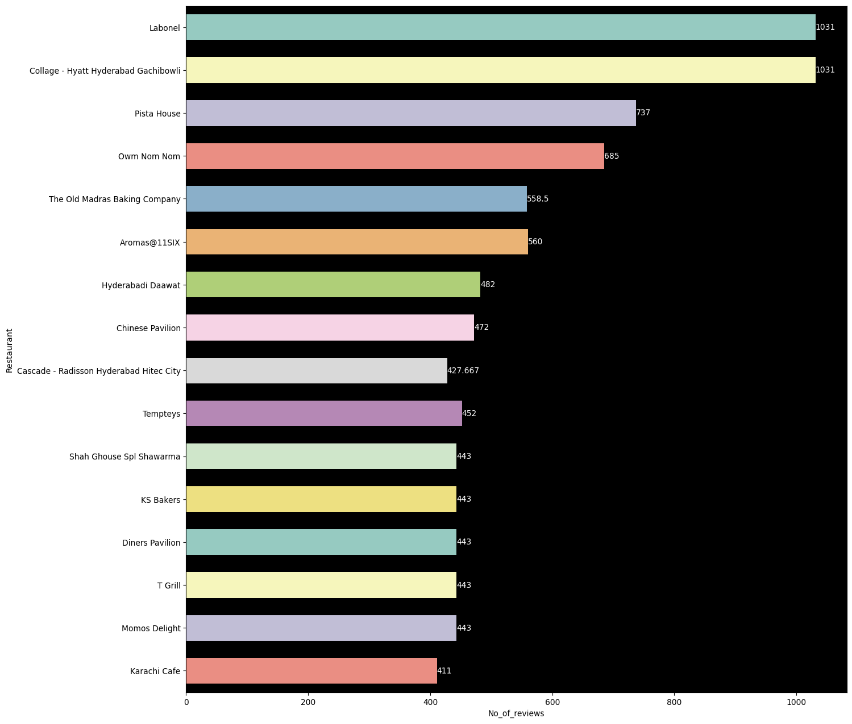 Labonel 1031
Collage - Hyatt Hyderabad Gachibowli 1031
Pista House 737
Owm Nom Nom 685
The Old Madras Baking Company 558.5
Aromas@11SIX 560
Hyderabadi Daawat 482
Chinese Pavilion 472
Cascade - Radisson Hyderabad Hitec City 427.667
Tempteys 452
Shah Ghouse Spl Shawarma 443
KS Bakers 443
Diners Pavilion 443
T Grill 443
Momos Delight 443
Karachi Cafe 411
Restaurant
0 200 400 600 800 1000
No_of_reviews